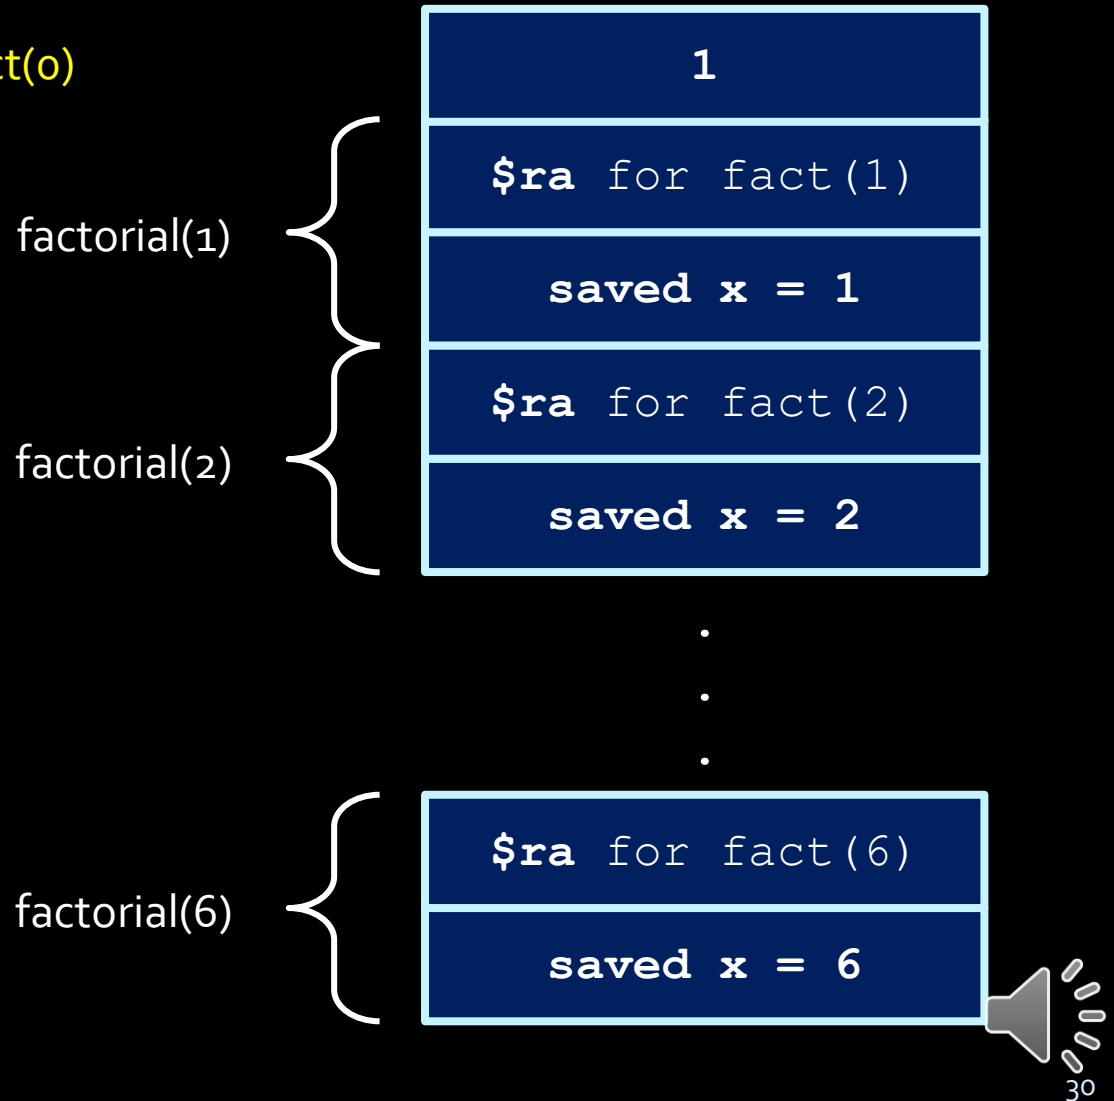 ct(0)
1
$ra for fact(1)
factorial(1)
saved x = 1
$ra for fact(2)
factorial(2)
saved x = 2
.
.
.
$ra for fact(6)
factorial(6)
saved x = 6
30